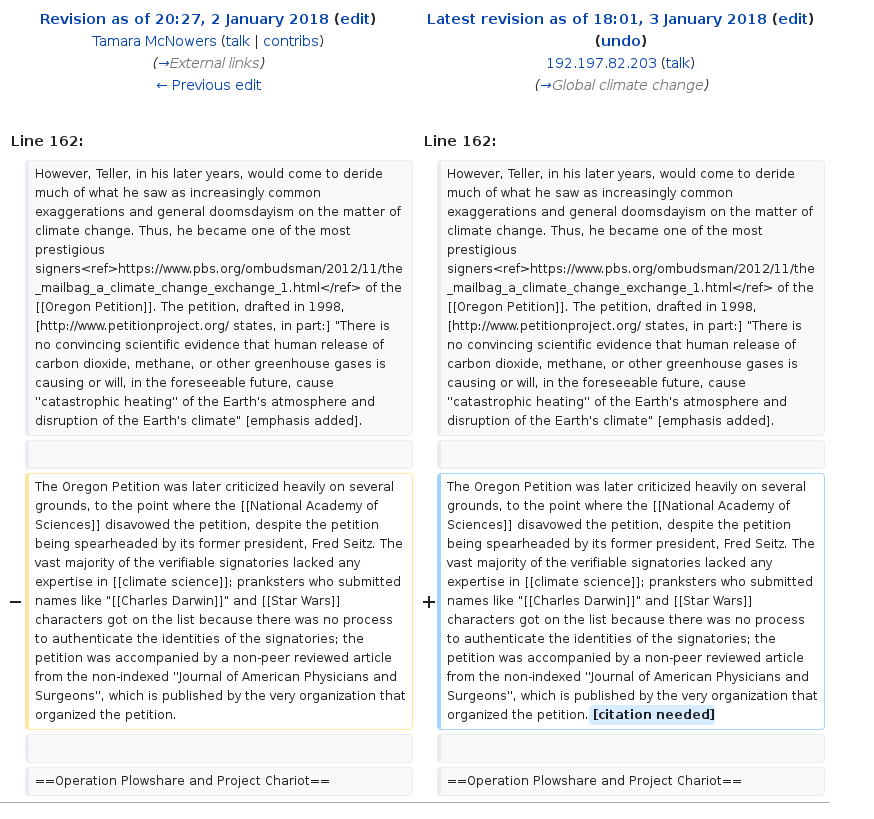 Revision as of 20:27, 2 January 2018 (edit)
Tamara McNowers (talk | contribs)
(→External links)
← Previous edit
Latest revision as of 18:01, 3 January 2018 (edit)
(undo)
192.197.82.203 (talk)
(→Global climate change)
Line 162:
Line 162:
However, Teller, in his later years, would come to deride
much of what he saw as increasingly common
exaggerations and general doomsdayism on the matter of
climate change. Thus, he became one of the most
prestigious
signers<ref>https://www.pbs.org/ombudsman/2012/11/the
_mailbag_a_climate_change_exchange_1.html</ref> of the
[[Oregon Petition]]. The petition, drafted in 1998,
[http://www.petitionproject.org/ states, in part:] "There is
no convincing scientific evidence that human release of
carbon dioxide, methane, or other greenhouse gases is
causing or will, in the foreseeable future, cause
''catastrophic heating'' of the Earth's atmosphere and
disruption of the Earth's climate" [emphasis added].
However, Teller, in his later years, would come to deride
much of what he saw as increasingly common
exaggerations and general doomsdayism on the matter of
climate change. Thus, he became one of the most
prestigious
signers<ref>https://www.pbs.org/ombudsman/2012/11/the
_mailbag_a_climate_change_exchange_1.html</ref> of the
[[Oregon Petition]]. The petition, drafted in 1998,
[http://www.petitionproject.org/ states, in part:] "There is
no convincing scientific evidence that human release of
carbon dioxide, methane, or other greenhouse gases is
causing or will, in the foreseeable future, cause
''catastrophic heating'' of the Earth's atmosphere and
disruption of the Earth's climate" [emphasis added].
−
The Oregon Petition was later criticized heavily on several
grounds, to the point where the [[National Academy of
Sciences]] disavowed the petition, despite the petition
being spearheaded by its former president, Fred Seitz. The
vast majority of the verifiable signatories lacked any
expertise in [[climate science]]; pranksters who submitted
names like "[[Charles Darwin]]" and [[Star Wars]]
characters got on the list because there was no process
to authenticate the identities of the signatories; the
petition was accompanied by a non-peer reviewed article
from the non-indexed ''Journal of American Physicians and
Surgeons'', which is published by the very organization that
organized the petition.
+
The Oregon Petition was later criticized heavily on several
grounds, to the point where the [[National Academy of
Sciences]] disavowed the petition, despite the petition
being spearheaded by its former president, Fred Seitz. The
vast majority of the verifiable signatories lacked any
expertise in [[climate science]]; pranksters who submitted
names like "[[Charles Darwin]]" and [[Star Wars]]
characters got on the list because there was no process
to authenticate the identities of the signatories; the
petition was accompanied by a non-peer reviewed article
from the non-indexed ''Journal of American Physicians and
Surgeons'', which is published by the very organization that
organized the petition. [citation needed]
==Operation Plowshare and Project Chariot==
==Operation Plowshare and Project Chariot==